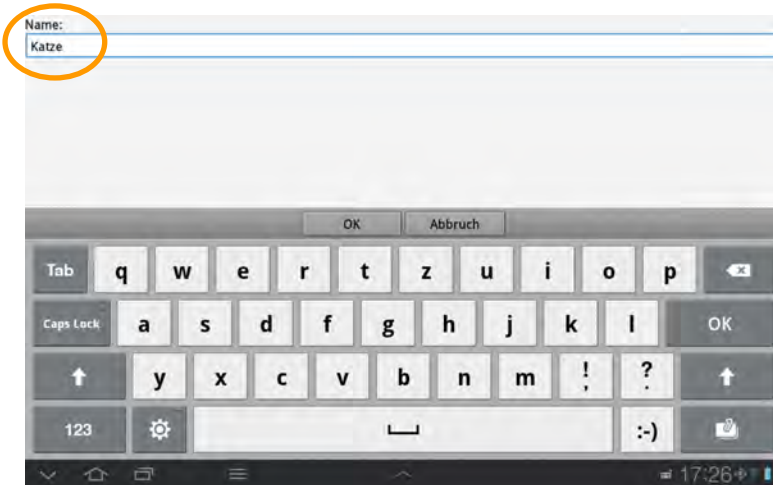 Name:
Katze
OK Abbruch
Tab q w e r t z u i o p
Caps Lock a s d f g h j k l OK
y x c v b n m ! , ? .
123 :-)
17:26